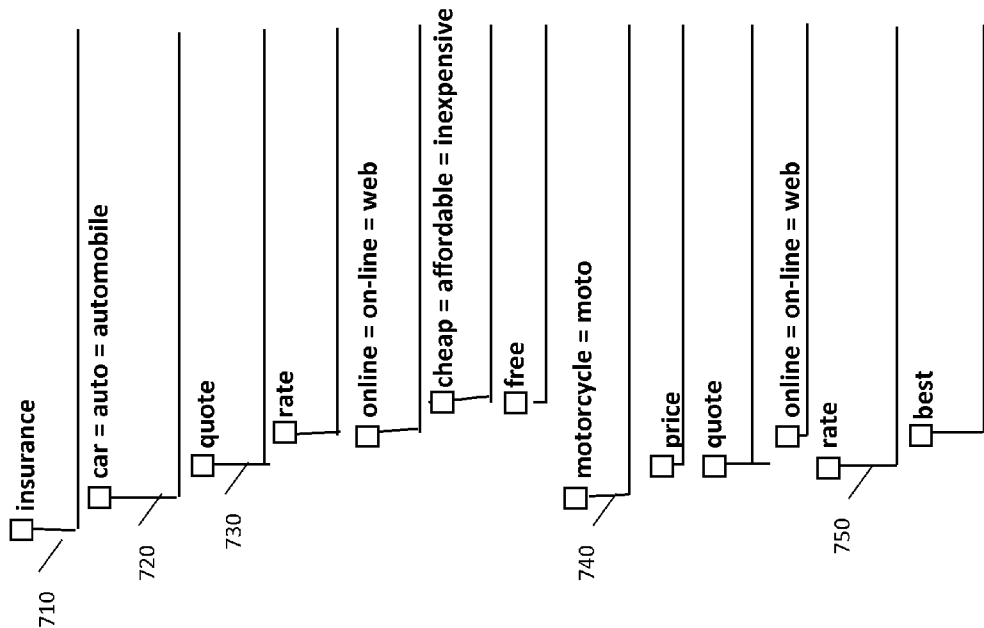 insurance
710
car = auto = automobile
720
quote
730
rate
online = on-line = web
cheap = affordable = inexpensive
free
motorcycle = moto
740
price
quote
online = on-line = web
rate
750
best